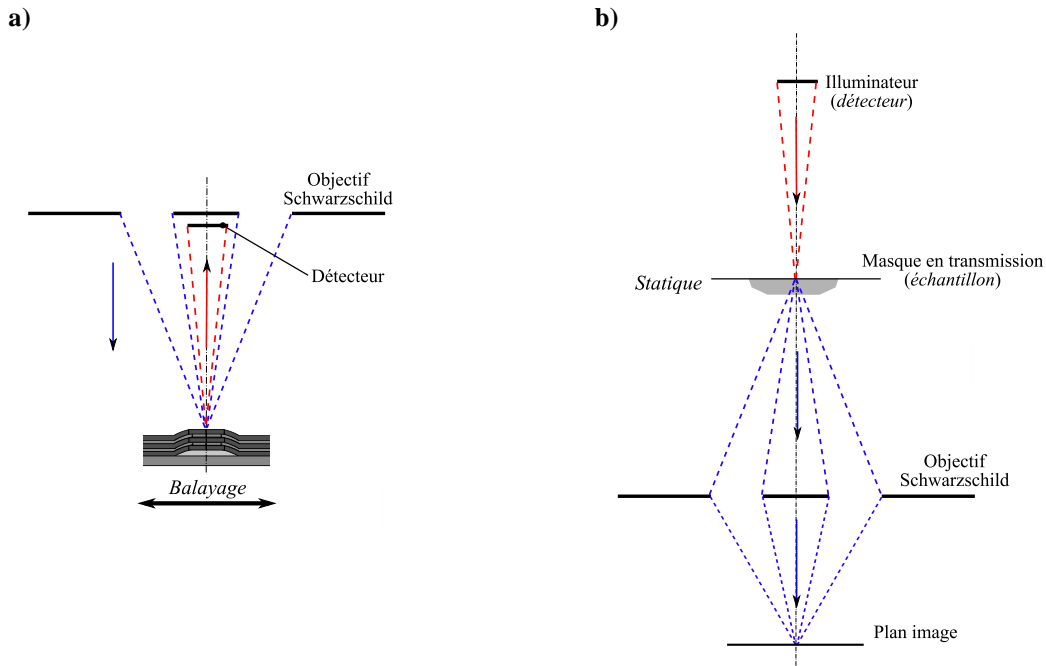 a)
Objectif
Schwarzschild
Détecteur
Balayage
b)
Illuminateur
(détecteur)
Masque en transmission
(échantillon)
Statique
Objectif
Schwarzschild
Plan image